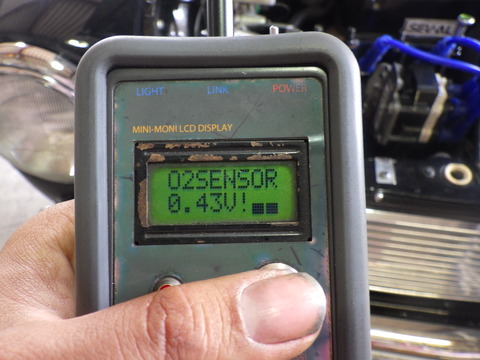 LIGHT LINK POWER
MINI-MONI LCD DISPLAY
O2SENSOR
0.43V!